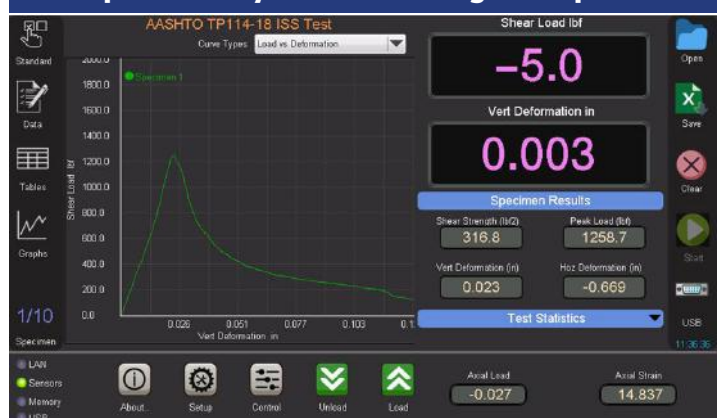 AASHTO TP114-18 ISS Test
Shear Load lbf
Standard
Curve Types: Load vs Deformation
-5.0
Open
2000.0
Specimen 1
1800.0
1600.0
Data
Vert Deformation in
Save
1400.0
0.003
1200.0
Tables
1000.0
Clear
Shear Load lbf
Specimen Results
800.0
Shear Strength (lb/2)
Peak Load (lbf)
316.8
1258.7
600.0
Graphs
Start
400.0
Vert Deformation (in)
Hoz Deformation (in)
0.023
-0.669
200.0
1/10
0.0
0.026
0.051
0.077
0.103
Test Statistics
USB
Specimen
Vert Deformation in
11:36:36
LAN
Sensors
Axial Load
Axial Strain
Memory
-0.027
14.837
About..
Setup
Control
Unload
Load
USB